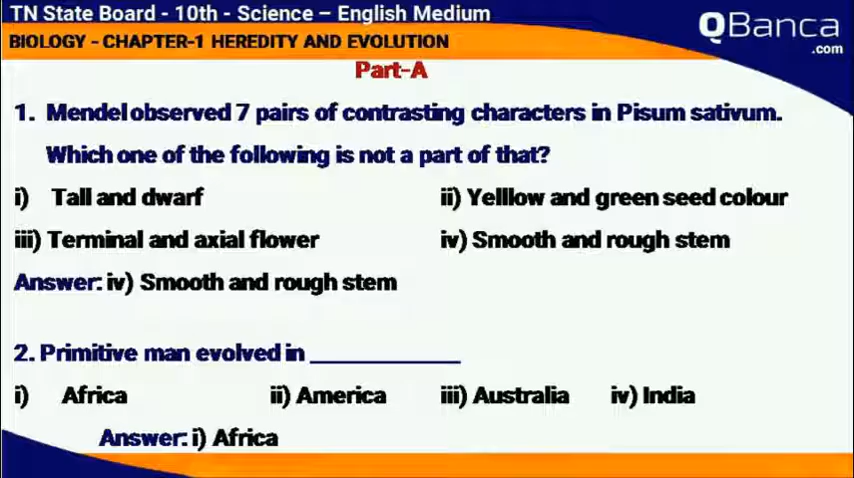 TN State Board - 10th - Science – English Medium
QBanca
.com
BIOLOGY - CHAPTER-1 HEREDITY AND EVOLUTION
Part-A
1. Mendel observed 7 pairs of contrasting characters in Pisum sativum.
Which one of the following is not a part of that?
i) Tall and dwarf ii) Yelllow and green seed colour
iii) Terminal and axial flower iv) Smooth and rough stem
Answer: iv) Smooth and rough stem
2. Primitive man evolved in ______________
i) Africa ii) America iii) Australia iv) India
Answer: i) Africa